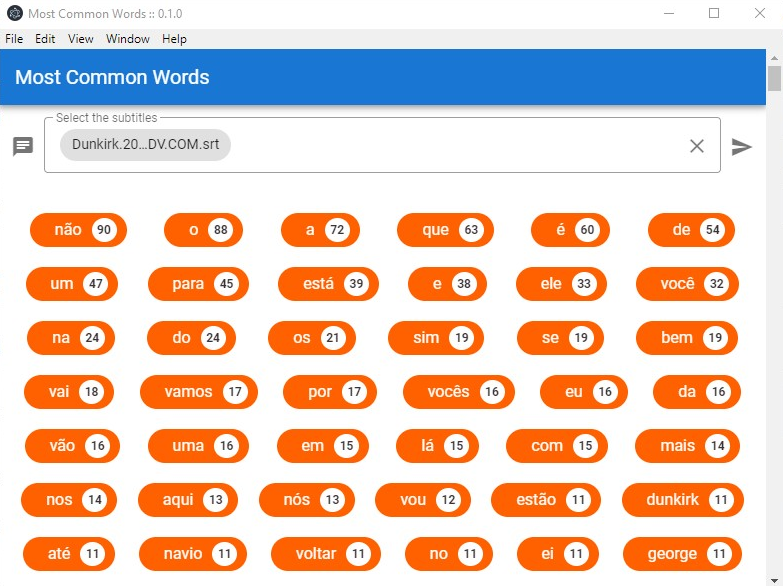 Most Common Words :: 0.1.0
File Edit View Window Help
Most Common Words
Select the subtitles
Dunkirk.20...DV.COM.srt
não 90 o 88 a 72 que 63 é 60 de 54
um 47 para 45 está 39 e 38 ele 33 você 32
na 24 do 24 os 21 sim 19 se 19 bem 19
vai 18 vamos 17 por 17 vocês 16 eu 16 da 16
vão 16 uma 16 em 15 lá 15 com 15 mais 14
nos 14 aqui 13 nós 13 vou 12 estão 11 dunkirk 11
até 11 navio 11 voltar 11 no 11 ei 11 george 11